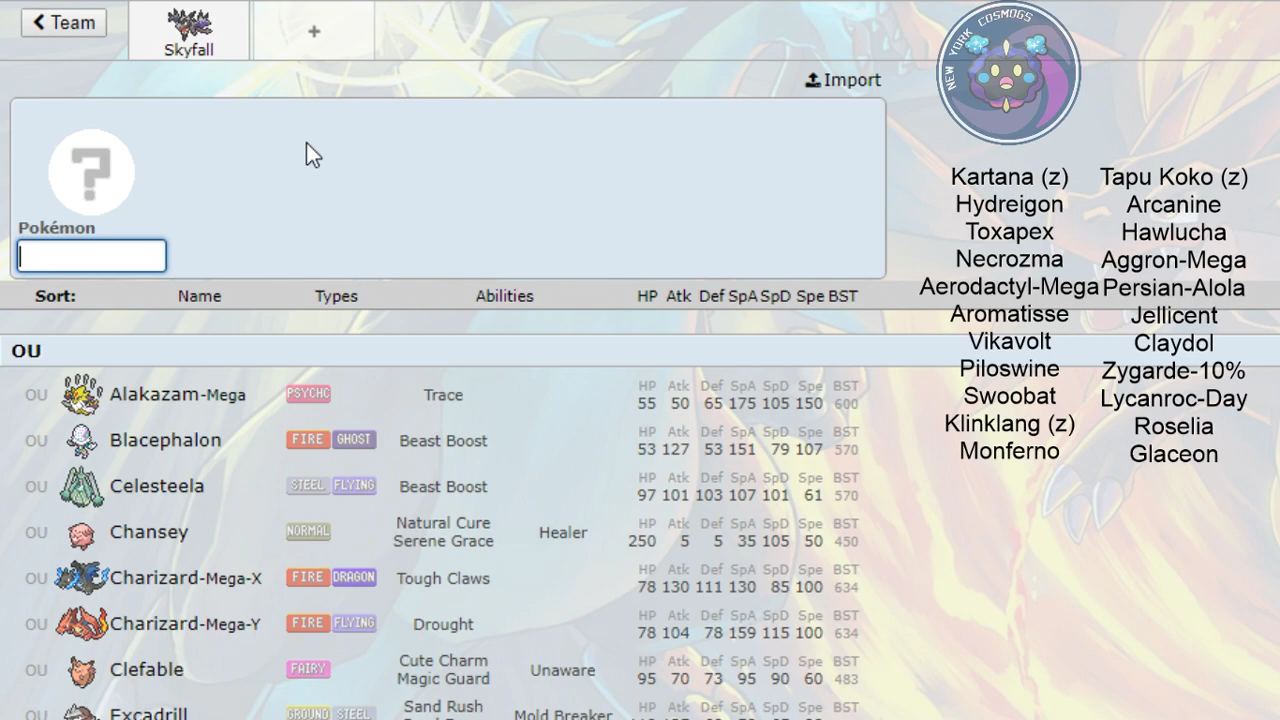 Team
Skyfall
+
Import
NEW YORK COSMOGS
?
Pokémon
Kartana (z) Tapu Koko (z)
Hydreigon Arcanine
Toxapex Hawlucha
Necrozma Aggron-Mega
Aerodactyl-Mega Persian-Alola
Aromatisse Jellicent
Vikavolt Claydol
Piloswine Zygarde-10%
Swoobat Lycanroc-Day
Klinklang (z) Roselia
Monferno Glaceon
Sort: Name Types Abilities HP Atk Def SpA SpD Spe BST
OU
HP Atk Def SpA SpD Spe BST
OU Alakazam-Mega PSYCHC Trace 55 50 65 175 105 150 600
HP Atk Def SpA SpD Spe BST
OU Blacephalon FIRE GHOST Beast Boost 53 127 53 151 79 107 570
HP Atk Def SpA SpD Spe BST
OU Celesteela STEEL FLYING Beast Boost 97 101 103 107 101 61 570
Natural Cure HP Atk Def SpA SpD Spe BST
OU Chansey NORMAL Healer
Serene Grace 250 5 5 35 105 50 450
HP Atk Def SpA SpD Spe BST
OU Charizard-Mega-X FIRE DRAGON Tough Claws 78 130 111 130 85 100 634
HP Atk Def SpA SpD Spe BST
OU Charizard-Mega-Y FIRE FLYING Drought 78 104 78 159 115 100 634
Cute Charm HP Atk Def SpA SpD Spe BST
OU Clefable FAIRY Unaware
Magic Guard 95 70 73 95 90 60 483
Sand Rush HP Atk Def SpA SpD Spe BST
OU Excadrill GROUND STEEL Mold Breaker